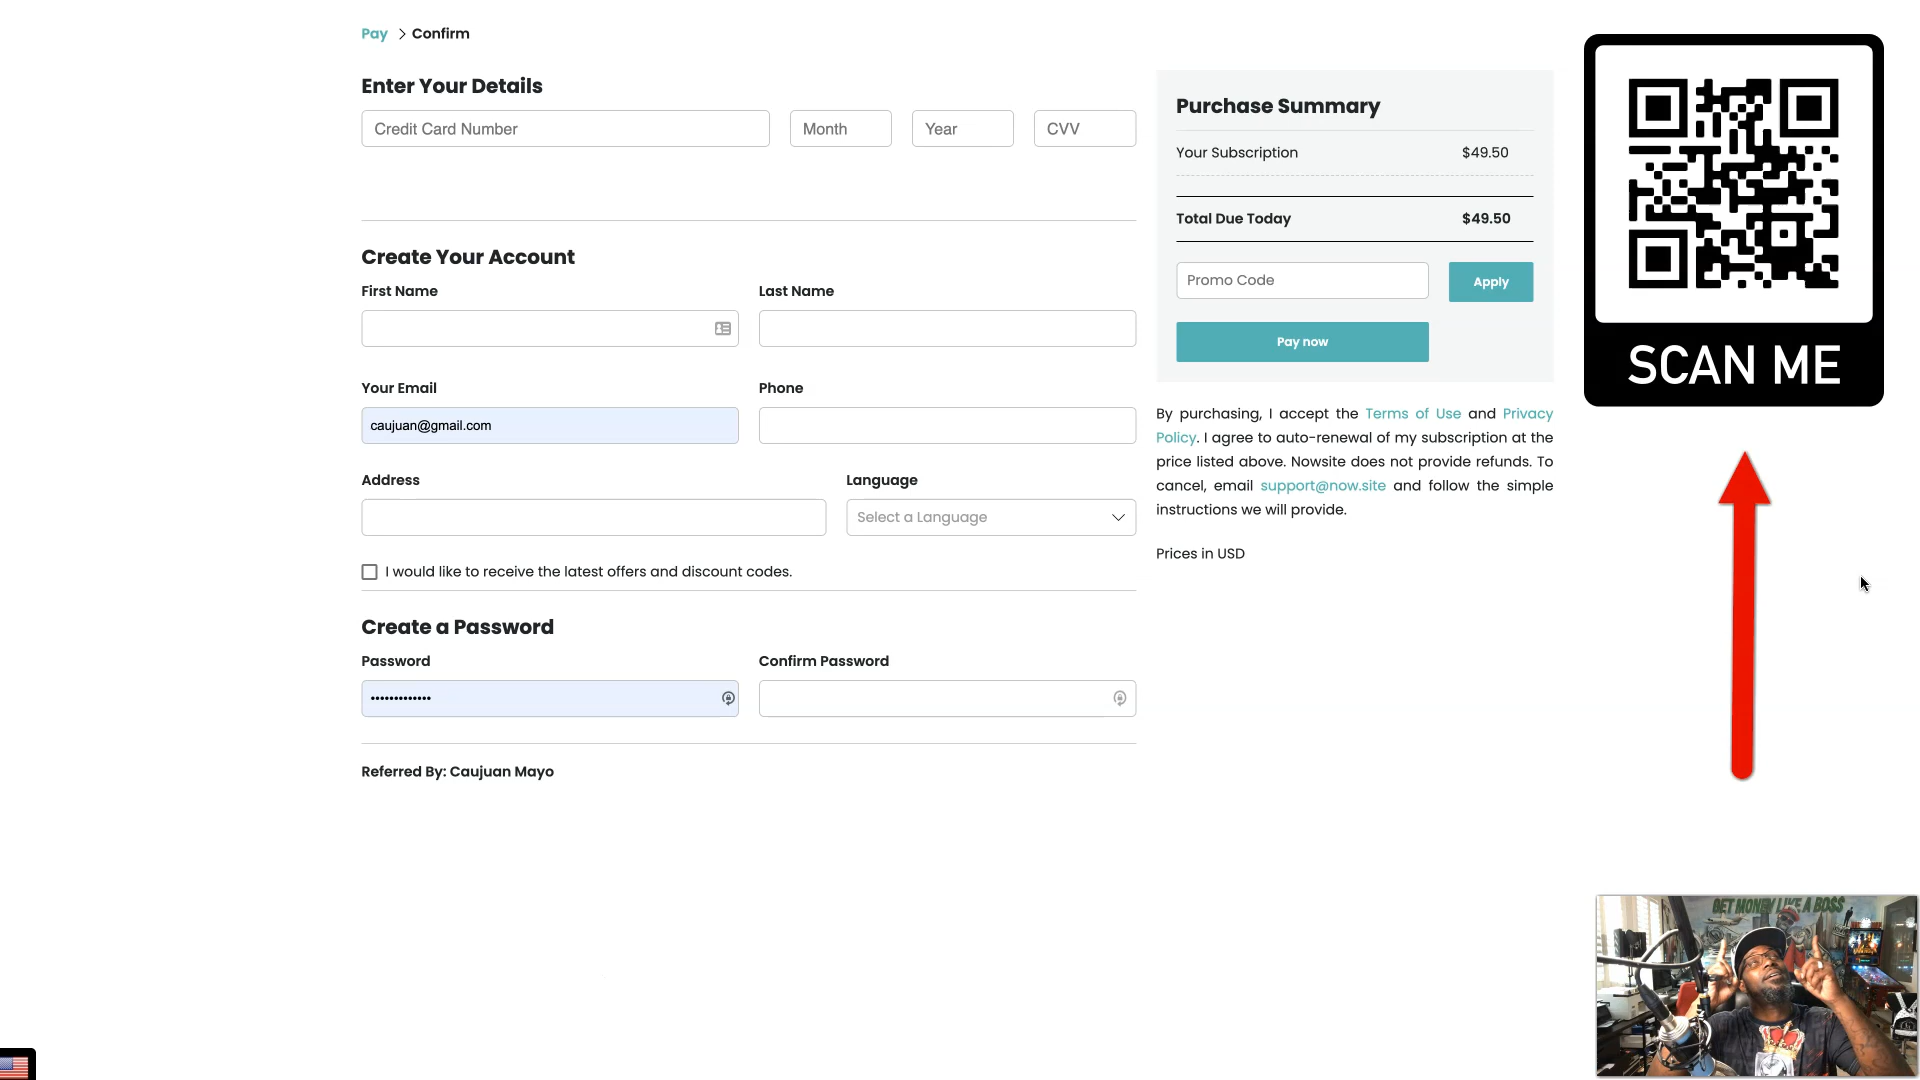 Pay > Confirm
Enter Your Details
Credit Card Number
Month
Year
CVV
Create Your Account
First Name
Last Name
Your Email
caujuan@gmail.com
Phone
Address
Language
Select a Language
I would like to receive the latest offers and discount codes.
Create a Password
Password
•••••••••••••
Confirm Password
Referred By: Caujuan Mayo
Purchase Summary
Your Subscription $49.50
Total Due Today $49.50
Promo Code
Apply
Pay now
By purchasing, I accept the Terms of Use and Privacy
Policy. I agree to auto-renewal of my subscription at the
price listed above. Nowsite does not provide refunds. To
cancel, email support@now.site and follow the simple
instructions we will provide.
Prices in USD
SCAN ME
GET MONEY LIKE A BOSS